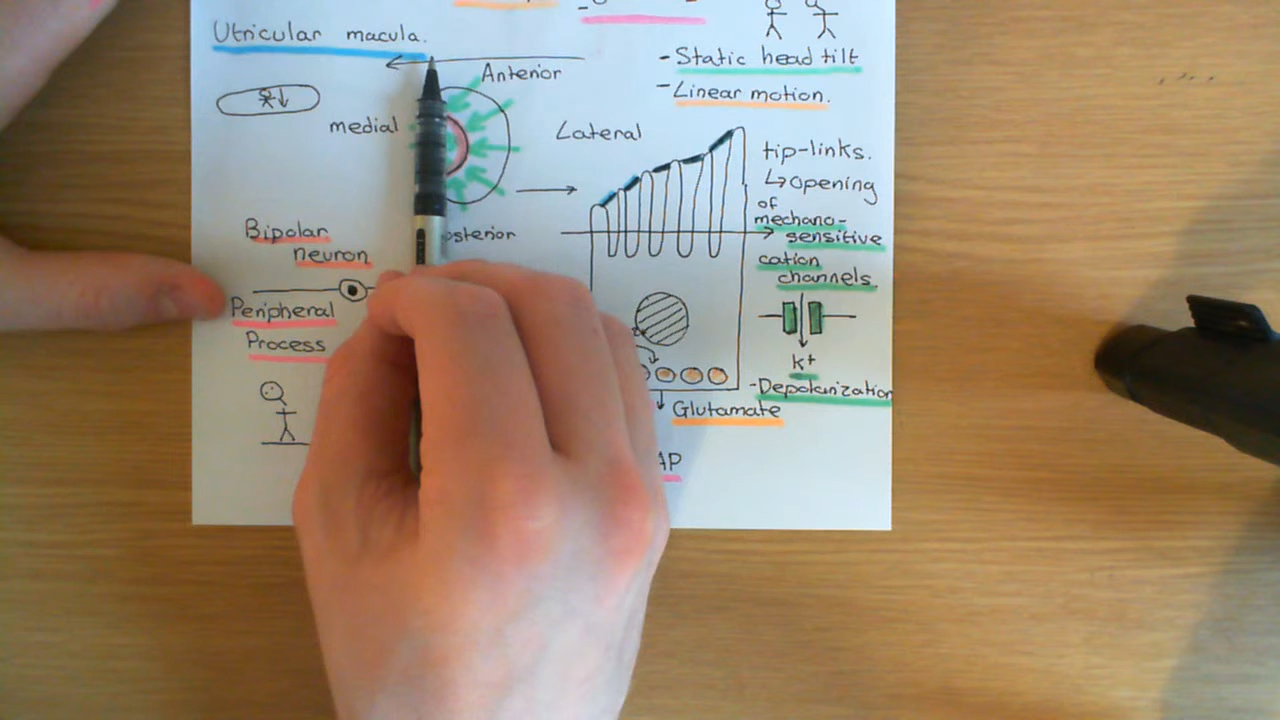 Utricular macula.
Anterior
- Static head tilt
- Linear motion.
medial
Lateral
tip-links.
↳ opening
of
mechano-
sensitive
cation
channels.
Bipolar
neuron
Peripheral
Process
K+
- Depolarization
Glutamate